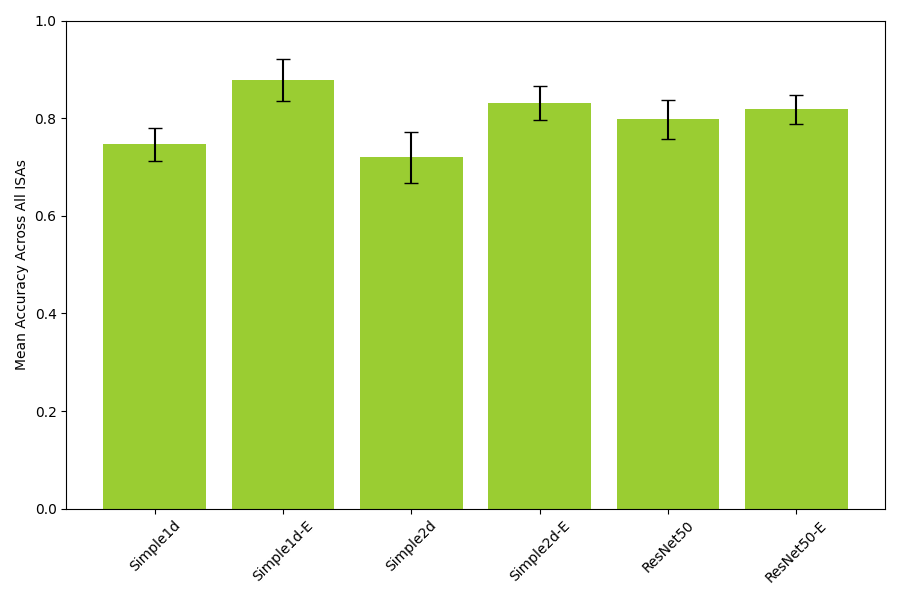 Mean Accuracy Across All ISAs
1.0
0.8
0.6
0.4
0.2
0.0
Simple1d
Simple1d-E
Simple2d
Simple2d-E
ResNet50
ResNet50-E